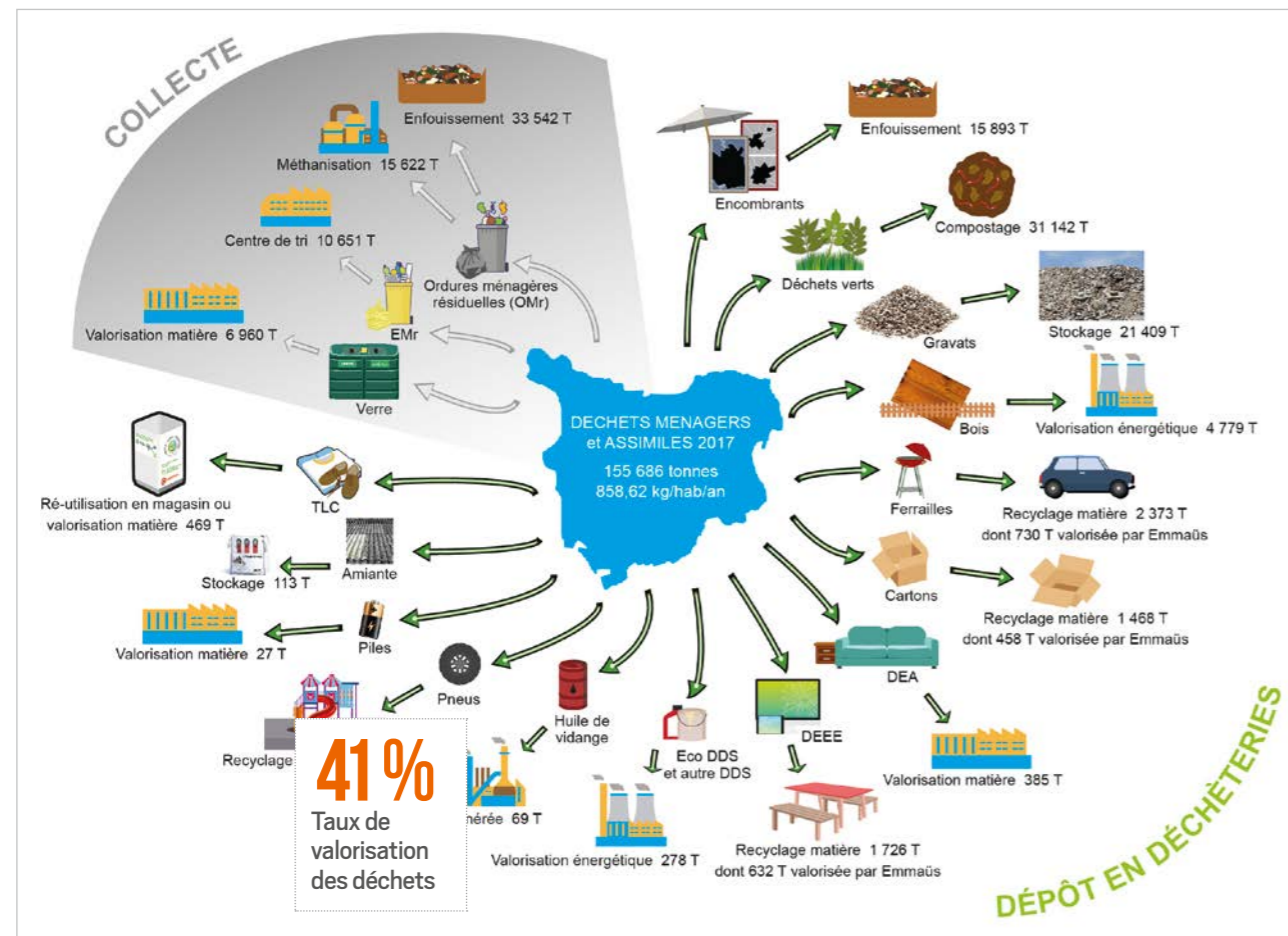 COLLECTE
Enfouissement 33 542 T
Méthanisation 15 622 T
Centre de tri 10 651 T
Ordures ménagères
résiduelles (OMr)
Valorisation matière 6 960 T
EMr
Verre
Encombrants
Enfouissement 15 893 T
Déchets verts
Compostage 31 142 T
Gravats
Stockage 21 409 T
Bois
Valorisation énergétique 4 779 T
Ferrailles
Recyclage matière 2 373 T
dont 730 T valorisée par Emmaüs
Cartons
Recyclage matière 1 468 T
dont 458 T valorisée par Emmaüs
DECHETS MENAGERS
et ASSIMILES 2017
155 686 tonnes
858,62 kg/hab/an
TLC
Ré-utilisation en magasin ou
valorisation matière 469 T
Amiante
Stockage 113 T
Piles
Valorisation matière 27 T
Pneus
Recyclage
Huile de
vidange
nérée 69 T
Eco DDS
et autre DDS
Valorisation énergétique 278 T
DEEE
Recyclage matière 1 726 T
dont 632 T valorisée par Emmaüs
DEA
Valorisation matière 385 T
41 %
Taux de
valorisation
des déchets
DÉPÔT EN DÉCHÈTERIES